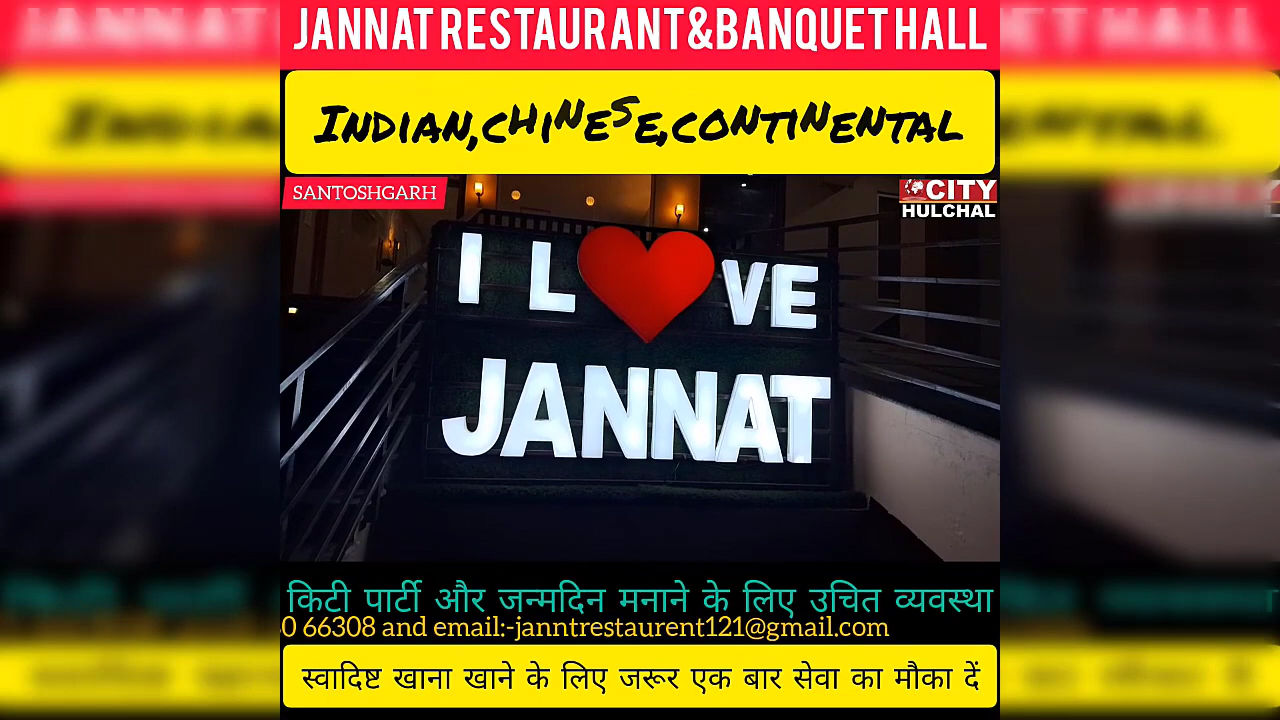 JANNAT RESTAURANT&BANQUET HALL
INDIAN,CHINESE,CONTINENTAL
SANTOSHGARH
CITY
HULCHAL
I L VE
JANNAT
किटी पार्टी और जन्मदिन मनाने के लिए उचित व्यवस्था
0 66308 and email:-janntrestaurent121@gmail.com
स्वादिष्ट खाना खाने के लिए जरूर एक बार सेवा का मौका दें